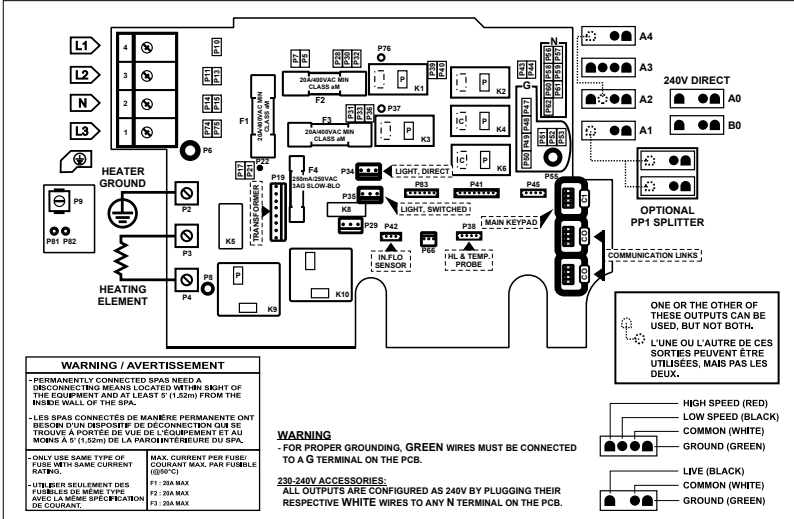 L1
L2
N
L3
4
3
2
1
P10
P11
P13
P14
P15
P74
P75
P6
P7
P5
P28
P30
P32
P76
P39
P40
20A/400VAC MIN
CLASS aM
F2
F1
20A/400VAC MIN
CLASS aM
F3
20A/400VAC MIN
CLASS aM
P31
P33
P36
P37
P
K1
P
K3
K2
C
K4
C
K6
P43
P44
N
G
P56
P57
P58
P59
P60
P61
P62
P47
P48
P49
P50
P51
P52
P53
P55
A4
A3
A2
A1
240V DIRECT
A0
B0
OPTIONAL
PP1 SPLITTER
HEATER
GROUND
P9
P81
P82
P2
P3
P4
HEATING
ELEMENT
P17
P21
P22
P19
TRANSFORMER
F4
250mA/250VAC
3AG SLOW-BLO
P34
LIGHT, DIRECT
P35
LIGHT, SWITCHED
K8
P29
P83
P41
P45
MAIN KEYPAD
C1
CO
CO
COMMUNICATION LINKS
P42
IN.FLO
SENSOR
P66
P38
HL & TEMP.
PROBE
K5
P8
P
K9
K10
ONE OR THE OTHER OF
THESE OUTPUTS CAN BE
USED, BUT NOT BOTH.
L'UNE OU L'AUTRE DE CES
SORTIES PEUVENT ÊTRE
UTILISÉES, MAIS PAS LES
DEUX.
WARNING / AVERTISSEMENT
- PERMANENTLY CONNECTED SPAS NEED A
DISCONNECTING MEANS LOCATED WITHIN SIGHT OF
THE EQUIPMENT AND AT LEAST 5' (1,52m) FROM THE
INSIDE WALL OF THE SPA.
- LES SPAS CONNECTÉS DE MANIÈRE PERMANENTE ONT
BESOIN D'UN DISPOSITIF DE DÉCONNECTION QUI SE
TROUVE À PORTÉE DE VUE DE L'ÉQUIPEMENT ET AU
MOINS À 5' (1,52m) DE LA PAROI INTÉRIEURE DU SPA.
- ONLY USE SAME TYPE OF
FUSE WITH SAME CURRENT
RATING.
- UTILISER SEULEMENT DES
FUSIBLES DE MÊME TYPE
AVEC LA MÊME SPÉCIFICATION
DE COURANT.
MAX. CURRENT PER FUSE/
COURANT MAX. PAR FUSIBLE
(@50°C)
F1 : 20A MAX
F2 : 20A MAX
F3 : 20A MAX
WARNING
- FOR PROPER GROUNDING, GREEN WIRES MUST BE CONNECTED
TO A G TERMINAL ON THE PCB.
230-240V ACCESSORIES:
ALL OUTPUTS ARE CONFIGURED AS 240V BY PLUGGING THEIR
RESPECTIVE WHITE WIRES TO ANY N TERMINAL ON THE PCB.
HIGH SPEED (RED)
LOW SPEED (BLACK)
COMMON (WHITE)
GROUND (GREEN)
LIVE (BLACK)
COMMON (WHITE)
GROUND (GREEN)